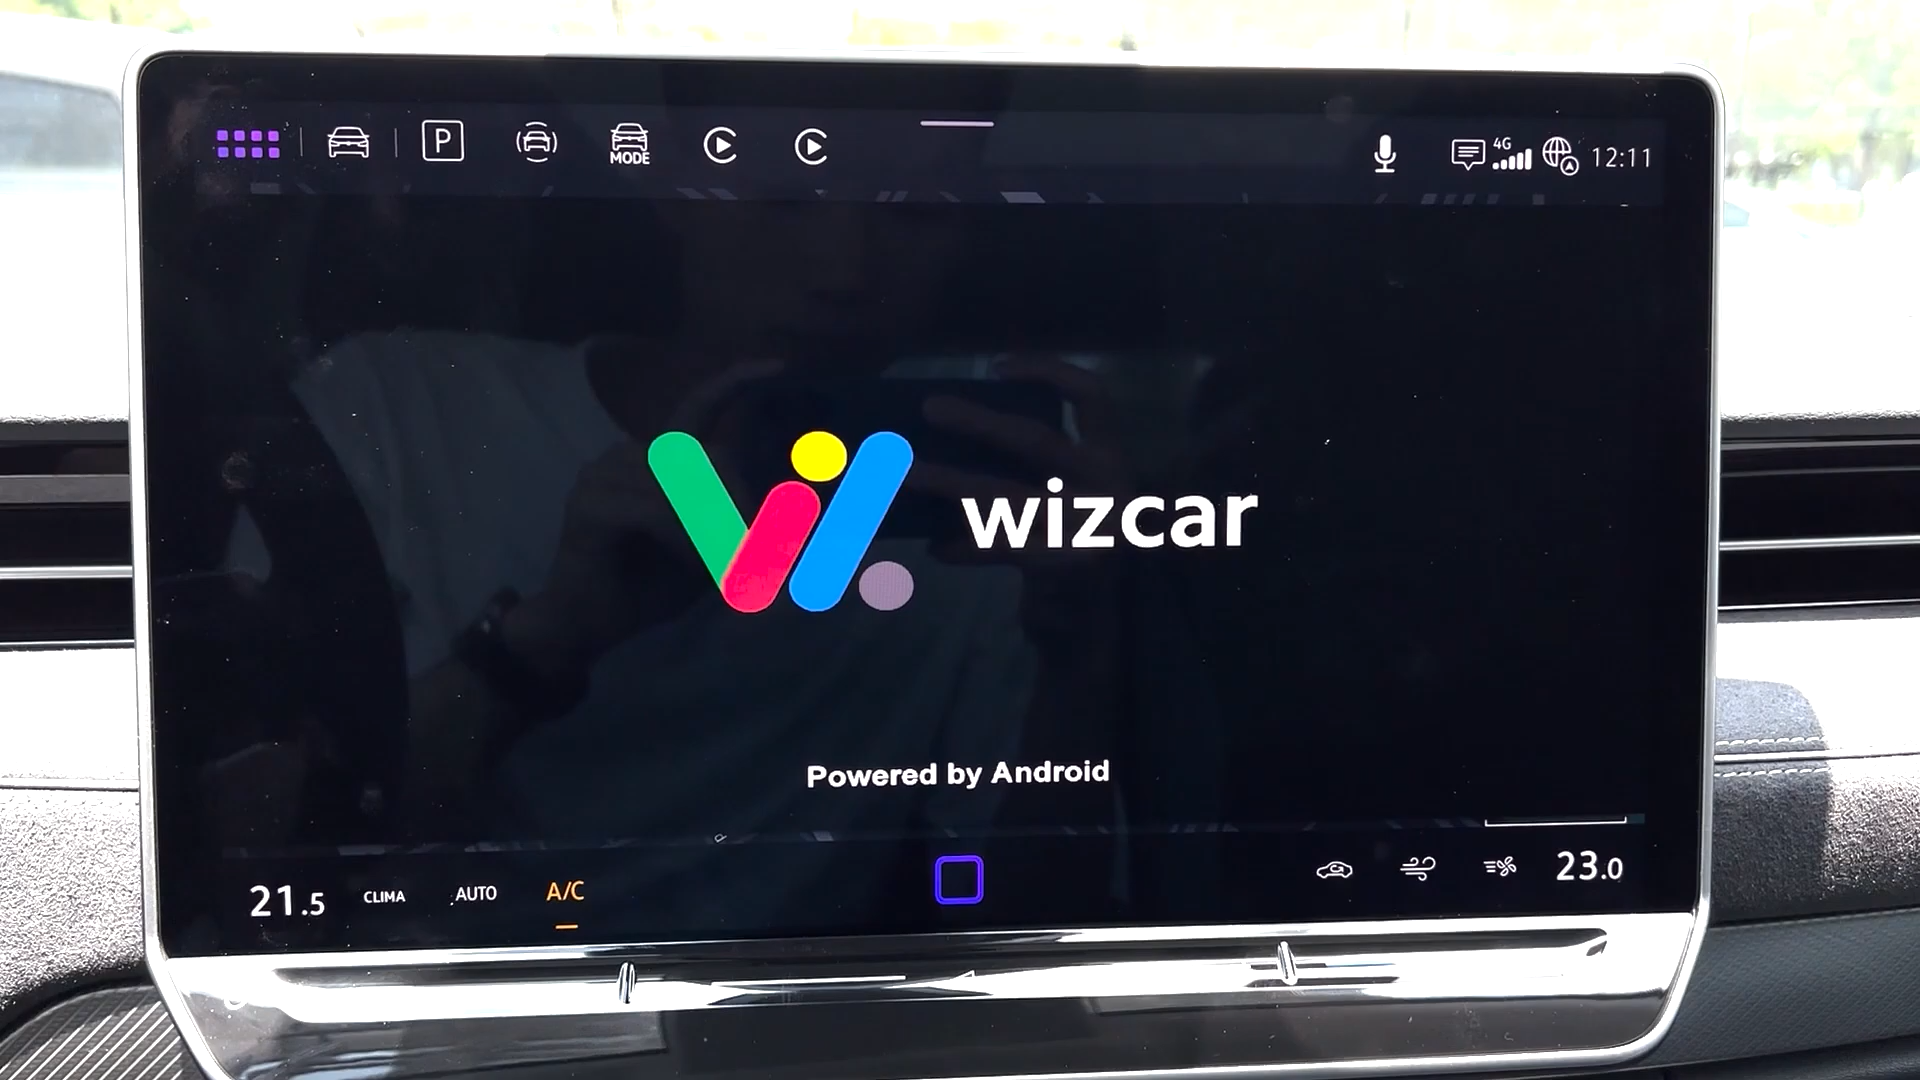 P
MODE
4G
12:11
wizcar
Powered by Android
21.5 CLIMA AUTO A/C
23.0